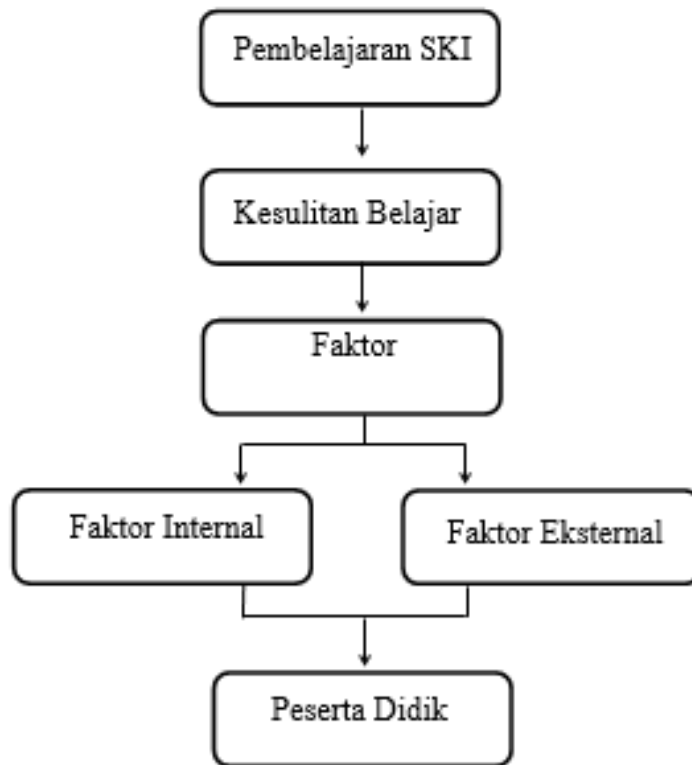 Pembelajaran SKI
Kesulitan Belajar
Faktor
Faktor Internal
Faktor Eksternal
Peserta Didik